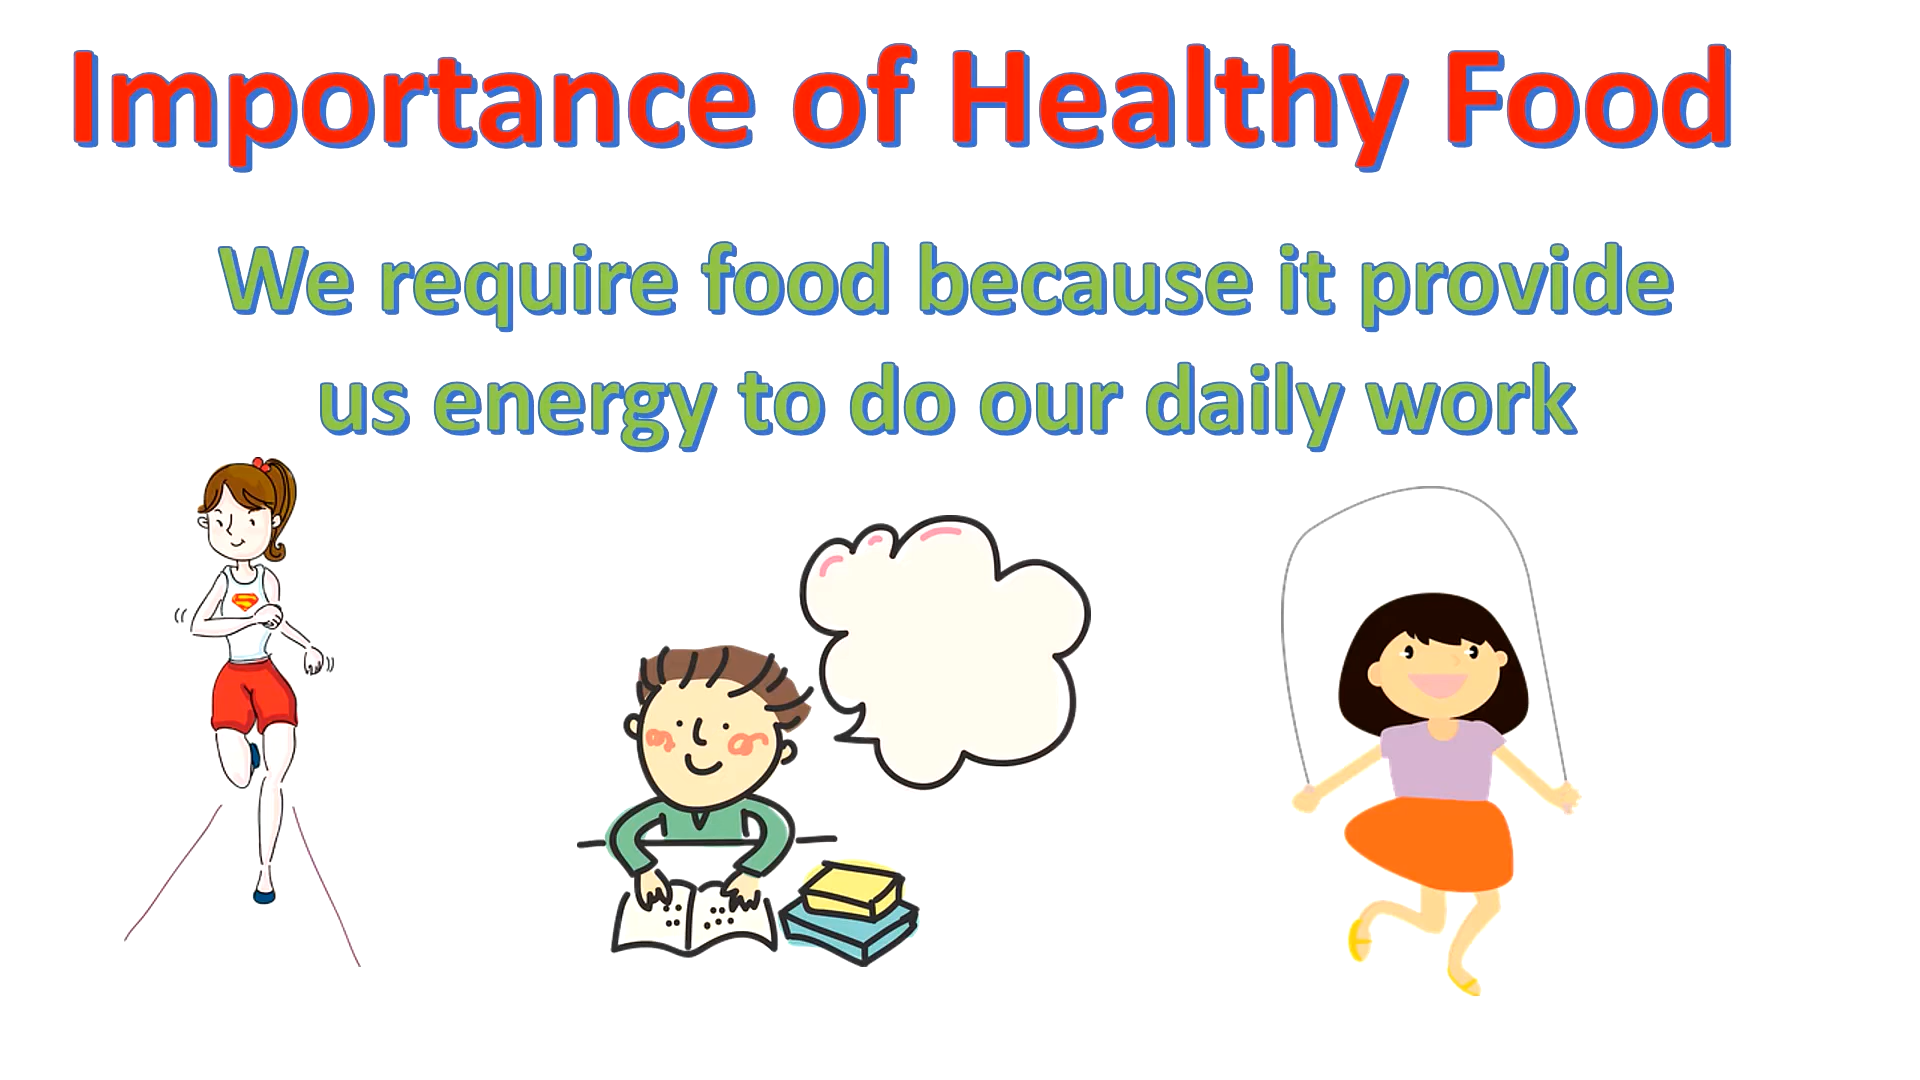 Importance of Healthy Food
We require food because it provide
us energy to do our daily work